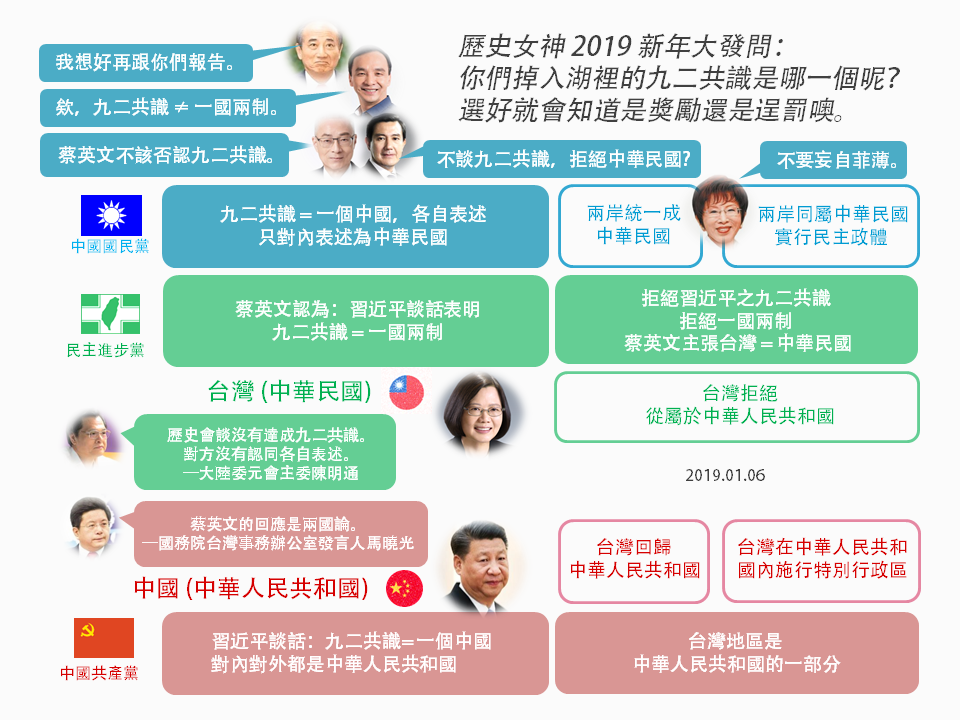 歷史女神 2019 新年大發問：
你們掉入湖裡的九二共識是哪一個呢？
選好就會知道是獎勵還是逞罰噢。
我想好再跟你們報告。
欸，九二共識 ≠ 一國兩制。
蔡英文不該否認九二共識。
不談九二共識，拒絕中華民國？
不要妄自菲薄。
中國國民黨
九二共識＝一個中國，各自表述
只對內表述為中華民國
兩岸統一成
中華民國
兩岸同屬中華民國
實行民主政體
民主進步黨
蔡英文認為：習近平談話表明
九二共識＝一國兩制
拒絕習近平之九二共識
拒絕一國兩制
蔡英文主張台灣＝中華民國
台灣 (中華民國)
台灣拒絕
從屬於中華人民共和國
歷史會談沒有達成九二共識。
對方沒有認同各自表述。
─大陸委元會主委陳明通
2019.01.06
蔡英文的回應是兩國論。
─國務院台灣事務辦公室發言人馬曉光
中國 (中華人民共和國)
台灣回歸
中華人民共和國
台灣在中華人民共和
國內施行特別行政區
中國共產黨
習近平談話：九二共識=一個中國
對內對外都是中華人民共和國
台灣地區是
中華人民共和國的一部分